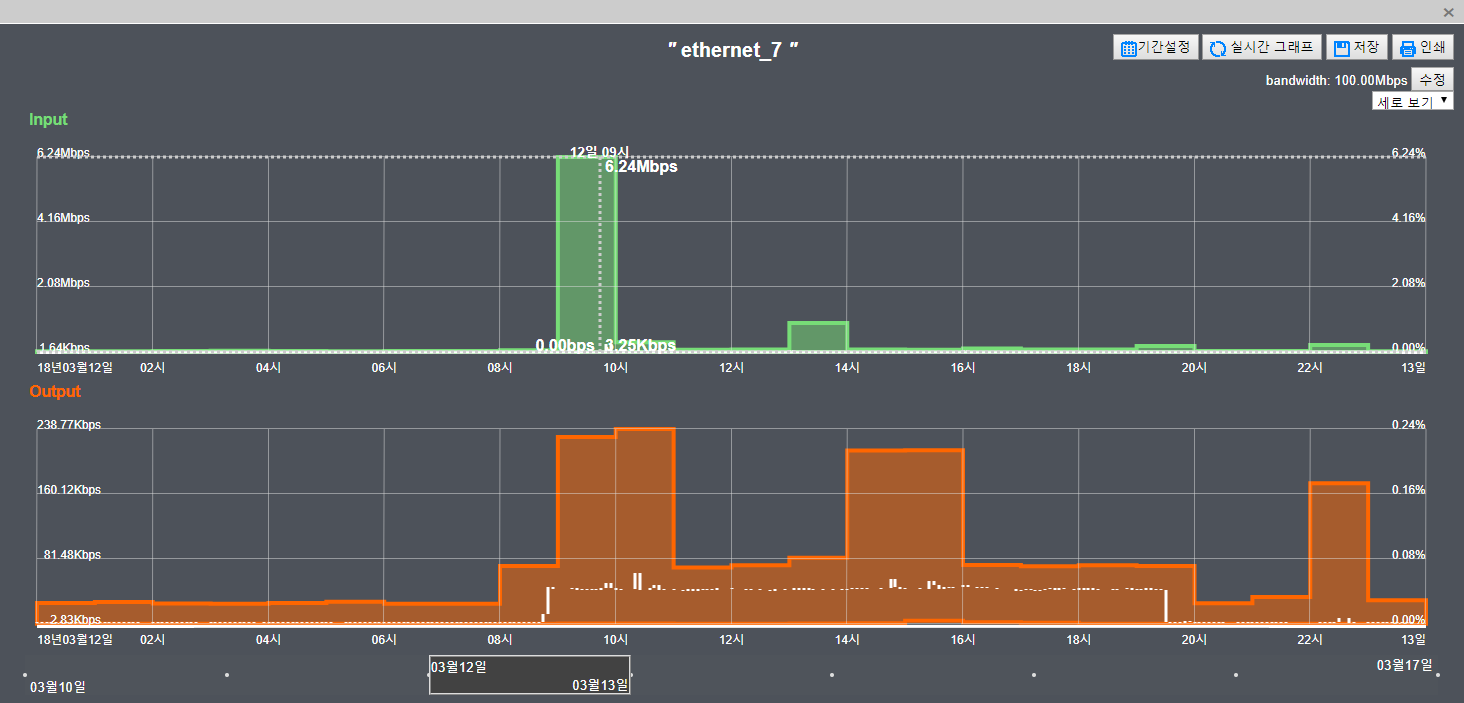 ×
" ethernet_7 "
기간설정 실시간 그래프 저장 인쇄
bandwidth: 100.00Mbps 수정
세로 보기 ▼
Input
12일 09시
6.24Mbps 6.24%
6.24Mbps
4.16Mbps 4.16%
2.08Mbps 2.08%
0.00bps 3.25Kbps
1.64Kbps 0.00%
18년03월12일 02시 04시 06시 08시 10시 12시 14시 16시 18시 20시 22시 13일
Output
238.77Kbps 0.24%
160.12Kbps 0.16%
81.48Kbps 0.08%
2.83Kbps 0.00%
18년03월12일 02시 04시 06시 08시 10시 12시 14시 16시 18시 20시 22시 13일
03월12일 03월17일
03월10일 03월13일